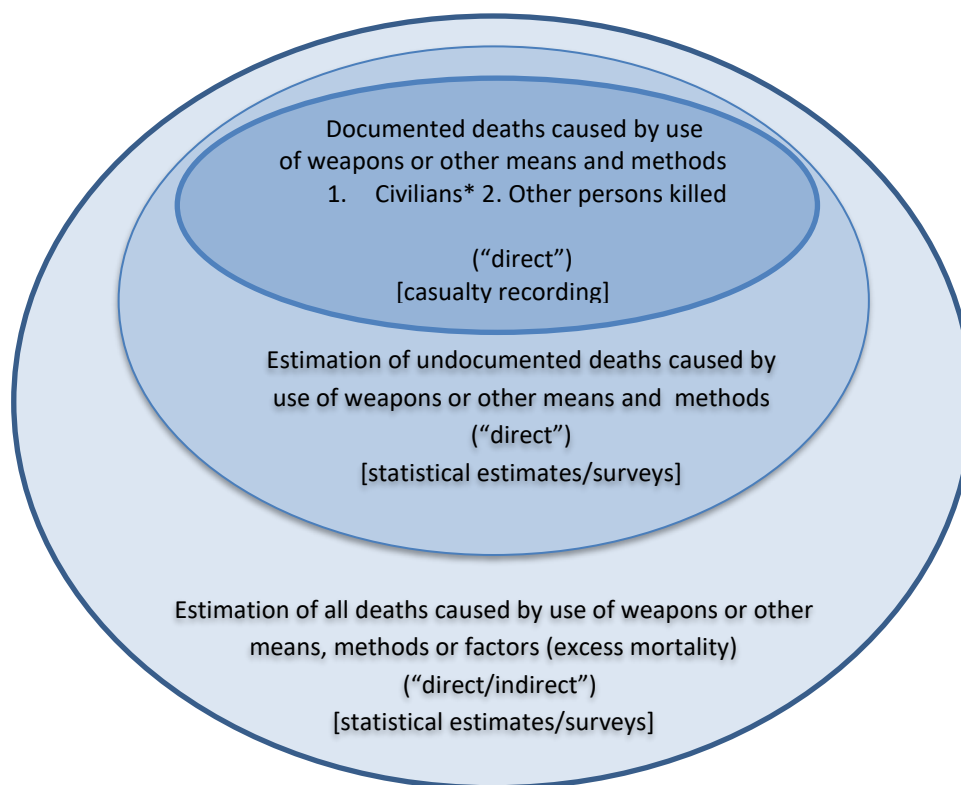 Documented deaths caused by use
of weapons or other means and methods
1. Civilians* 2. Other persons killed
(“direct”)
[casualty recording]
Estimation of undocumented deaths caused by
use of weapons or other means and methods
(“direct”)
[statistical estimates/surveys]
Estimation of all deaths caused by use of weapons or other
means, methods or factors (excess mortality)
(“direct/indirect”)
[statistical estimates/surveys]